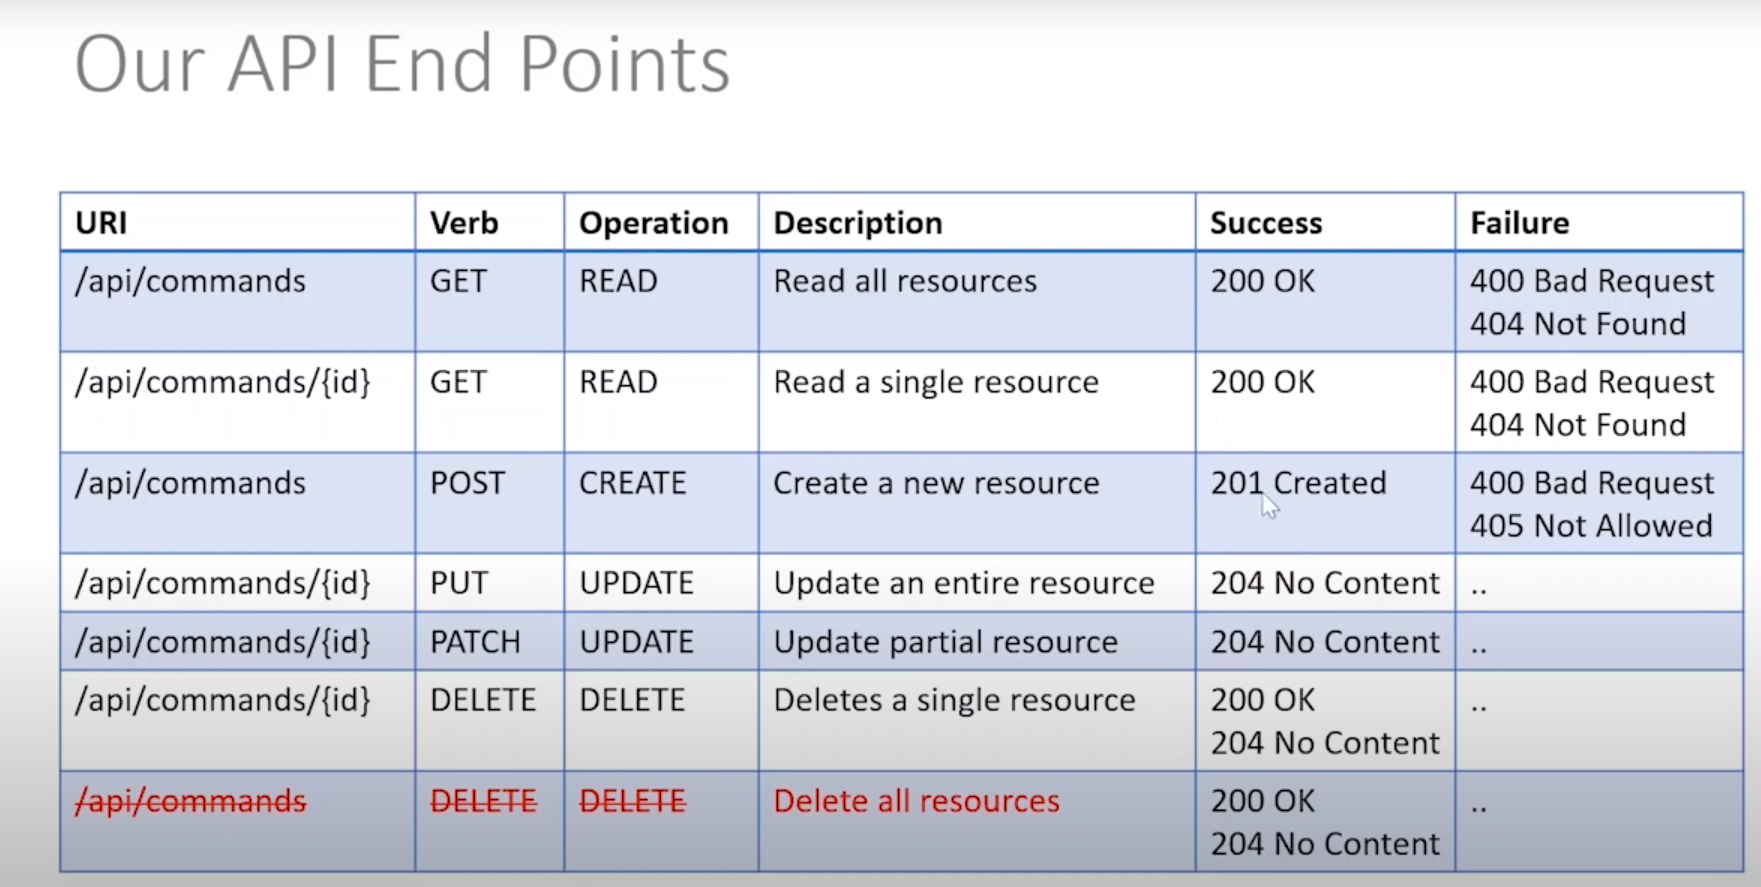 Our API End Points
URI Verb Operation Description Success Failure
/api/commands GET READ Read all resources 200 OK 400 Bad Request
404 Not Found
/api/commands/{id} GET READ Read a single resource 200 OK 400 Bad Request
404 Not Found
/api/commands POST CREATE Create a new resource 201 Created 400 Bad Request
405 Not Allowed
/api/commands/{id} PUT UPDATE Update an entire resource 204 No Content ..
/api/commands/{id} PATCH UPDATE Update partial resource 204 No Content ..
/api/commands/{id} DELETE DELETE Deletes a single resource 200 OK ..
204 No Content
/api/commands DELETE DELETE Delete all resources 200 OK ..
204 No Content